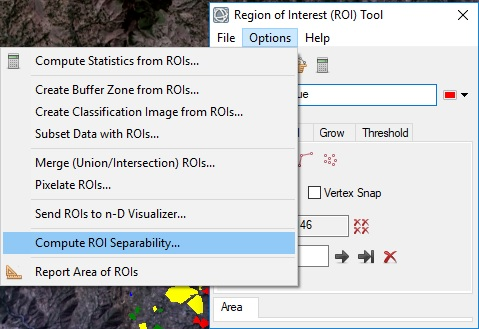 Region of Interest (ROI) Tool
File Options Help
Compute Statistics from ROIs...
Create Buffer Zone from ROIs...
Create Classification Image from ROIs...
Subset Data with ROIs...
Merge (Union/Intersection) ROIs...
Pixelate ROIs...
Send ROIs to n-D Visualizer...
Compute ROI Separability...
Report Area of ROIs
Grow Threshold
Vertex Snap
46
Area